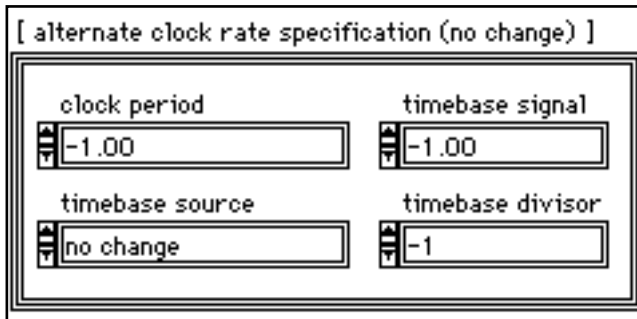 [ alternate clock rate specification (no change) ]
clock period
timebase signal
-1.00
-1.00
timebase source
timebase divisor
no change
-1